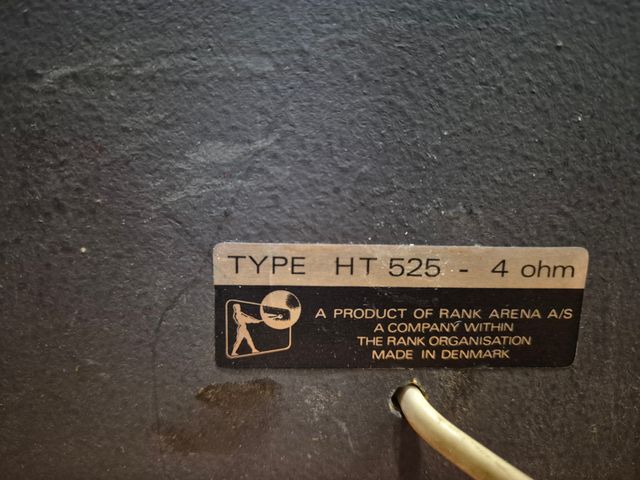 TYPE HT 525 - 4 ohm
A PRODUCT OF RANK ARENA A/S
A COMPANY WITHIN
THE RANK ORGANISATION
MADE IN DENMARK